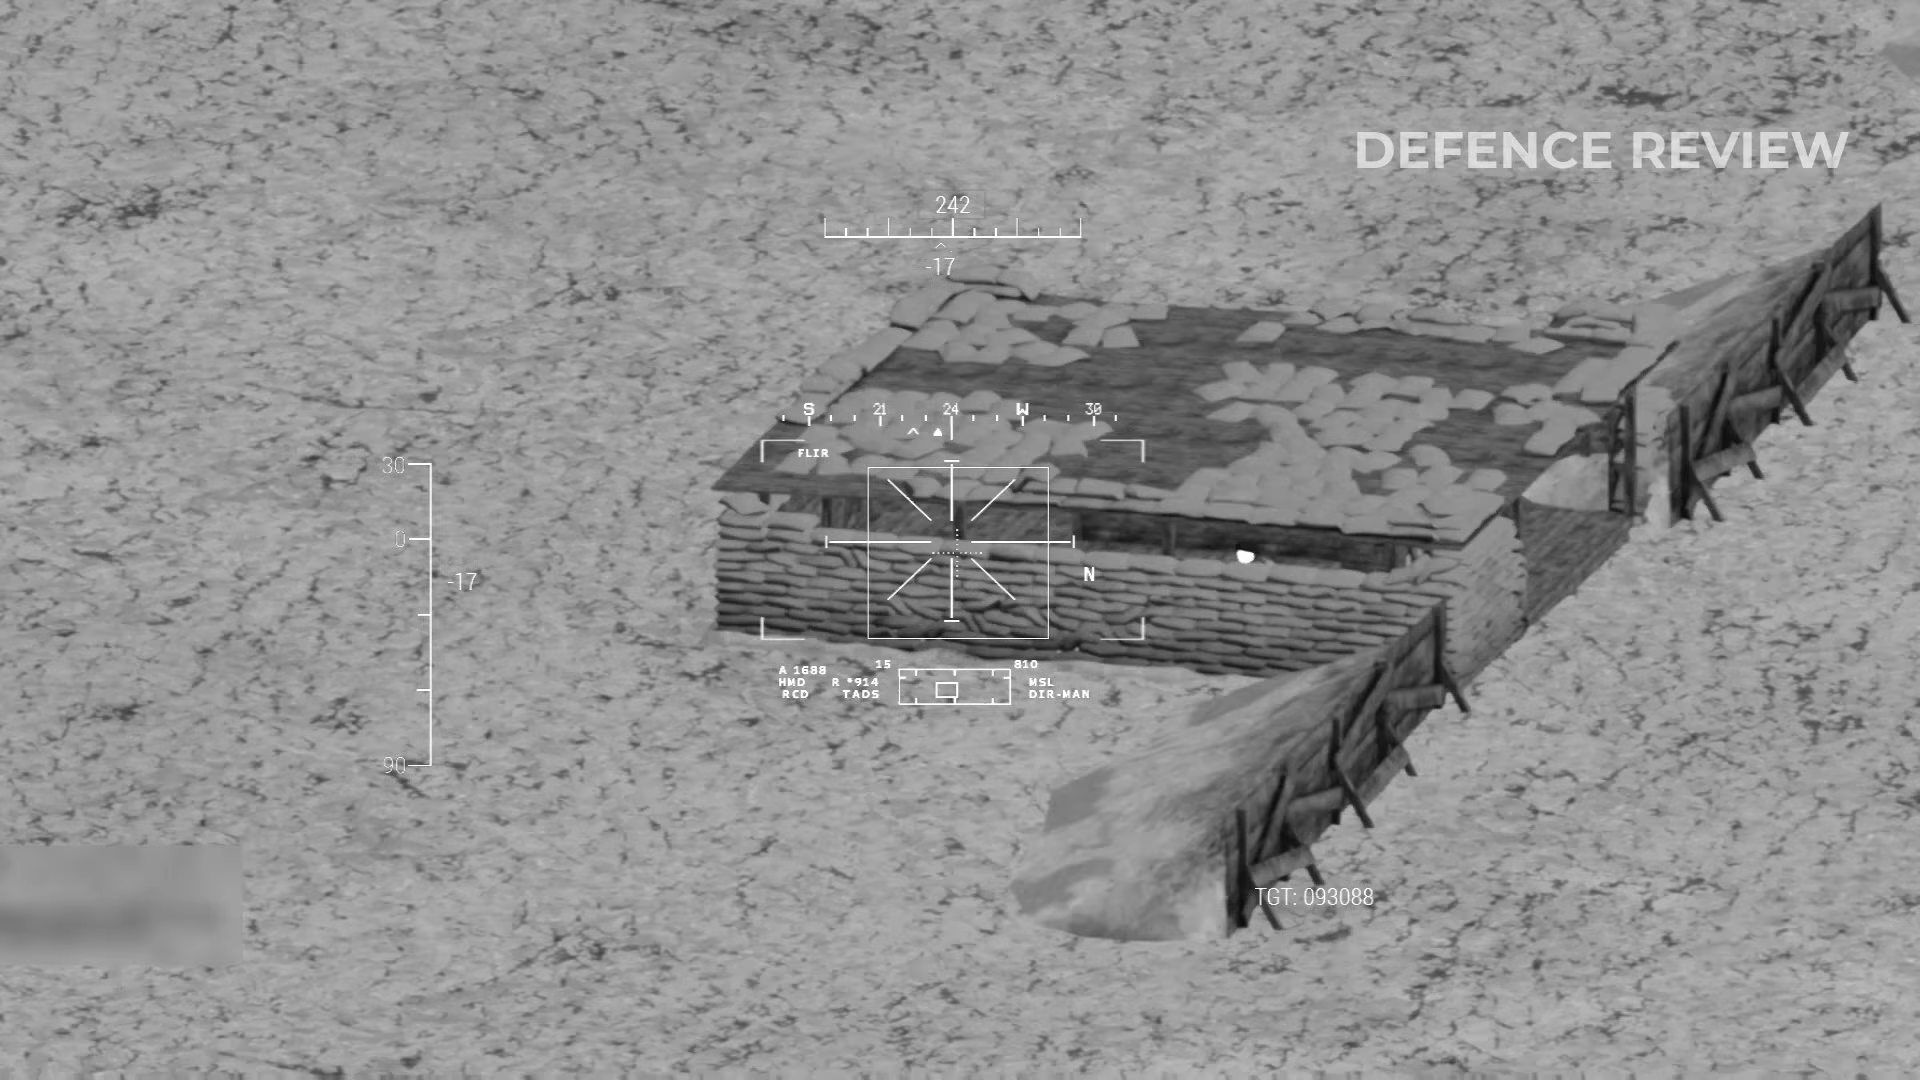 DEFENCE REVIEW
242
-17
S 21 24 W 30
FLIR
30
0
-17
90
N
A 1688 15 810
HMD R *914 MSL
RCD TADS DIR-MAN
TGT: 093088